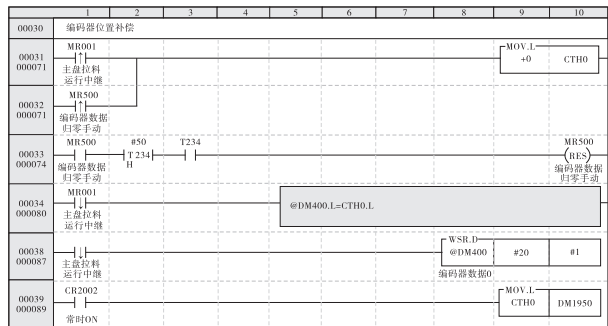 1 2 3 4 5 6 7 8 9 10
00030 编码器位置补偿
MR001 MOV.L
00031 +0 CTH0
000071 主盘拉料
运行中继
MR500
00032
000071 编码器数据
归零手动
MR500 #50 T234 MR500
00033 T234 RES
000074 编码器数据 H 编码器数据
归零手动 归零手动
MR001
00034 @DM400.L=CTH0.L
000080 主盘拉料
运行中继
WSR.D
00038 @DM400 #20 #1
000087 主盘拉料 编码器数据0
运行中继
CR2002 MOV.L
00039 CTH0 DM1950
000089
常时ON